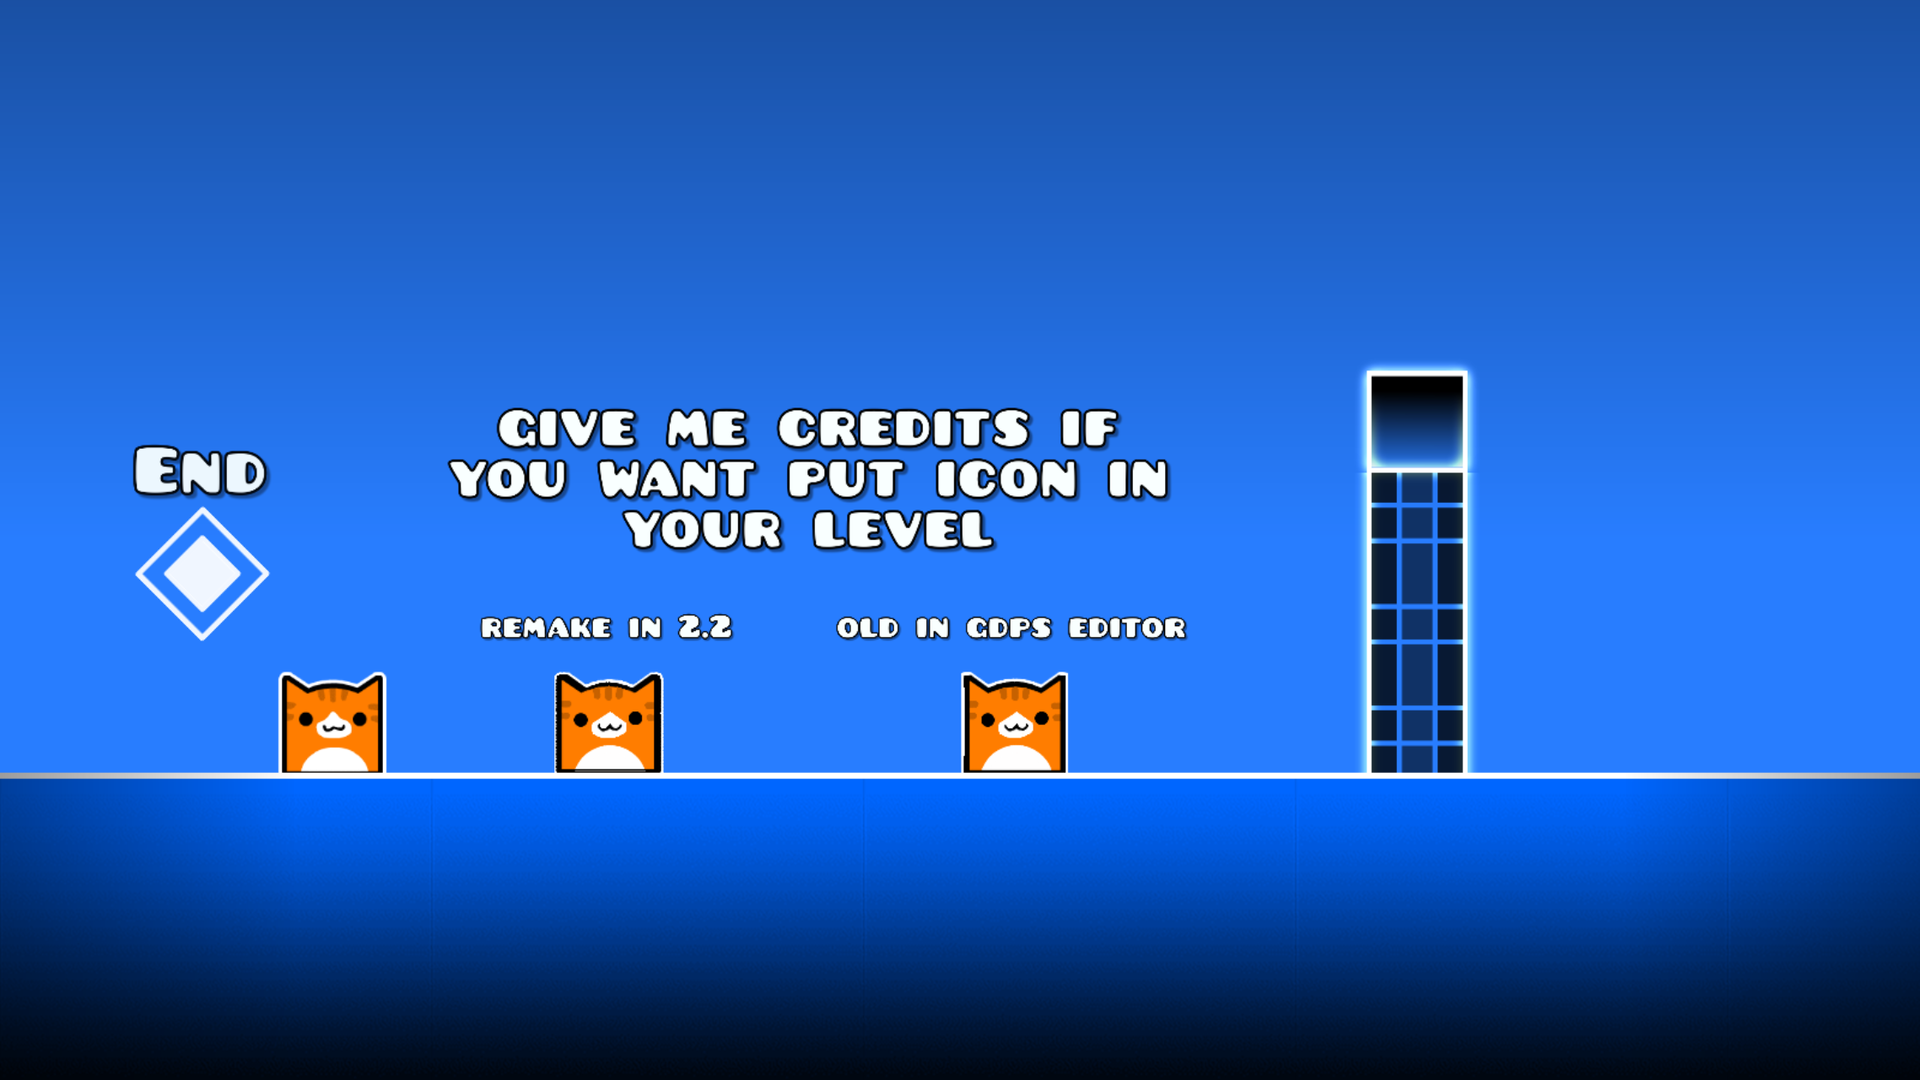 GIVE ME CREDITS IF
YOU WANT PUT ICON IN
YOUR LEVEL
END
REMAKE IN 2.2
OLD IN GDPS EDITOR